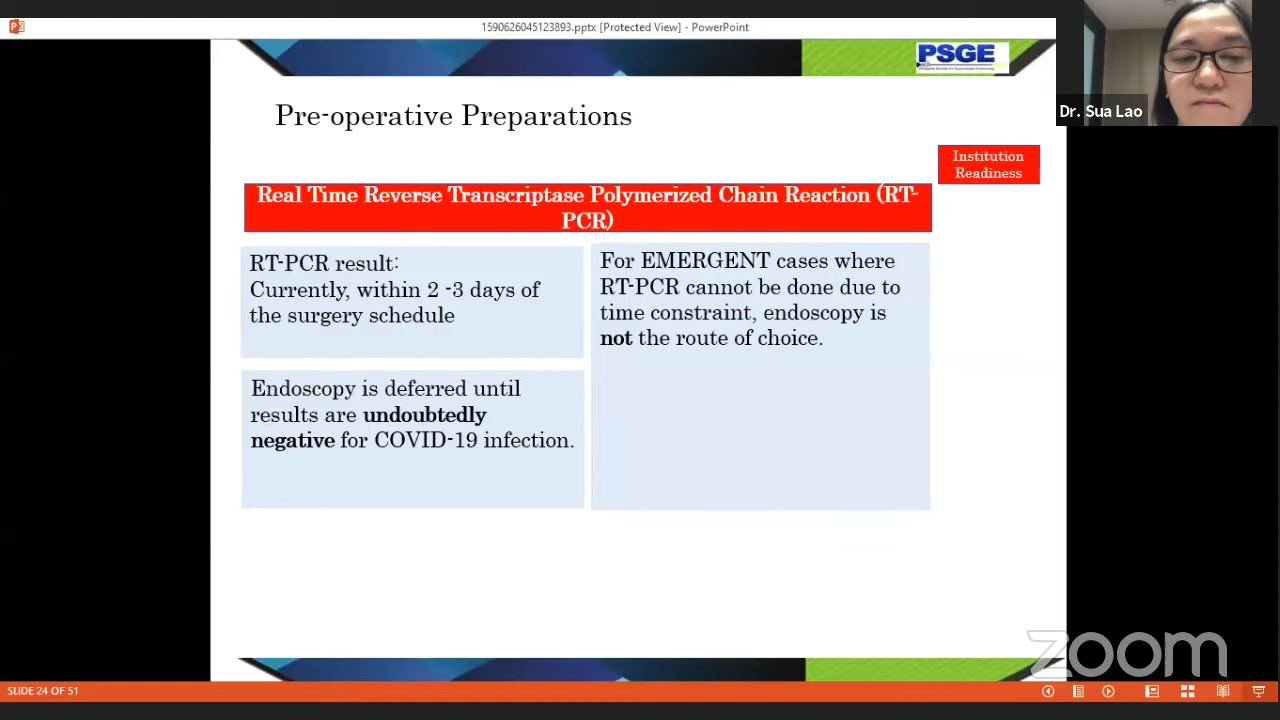 1590626045123893.pptx [Protected View] - PowerPoint
PSGE
Dr. Sua Lao
Pre-operative Preparations
Institution
Readiness
Real Time Reverse Transcriptase Polymerized Chain Reaction (RT-
PCR)
RT-PCR result:
Currently, within 2 -3 days of
the surgery schedule
Endoscopy is deferred until
results are undoubtedly
negative for COVID-19 infection.
For EMERGENT cases where
RT-PCR cannot be done due to
time constraint, endoscopy is
not the route of choice.
zoom
SLIDE 24 OF 51